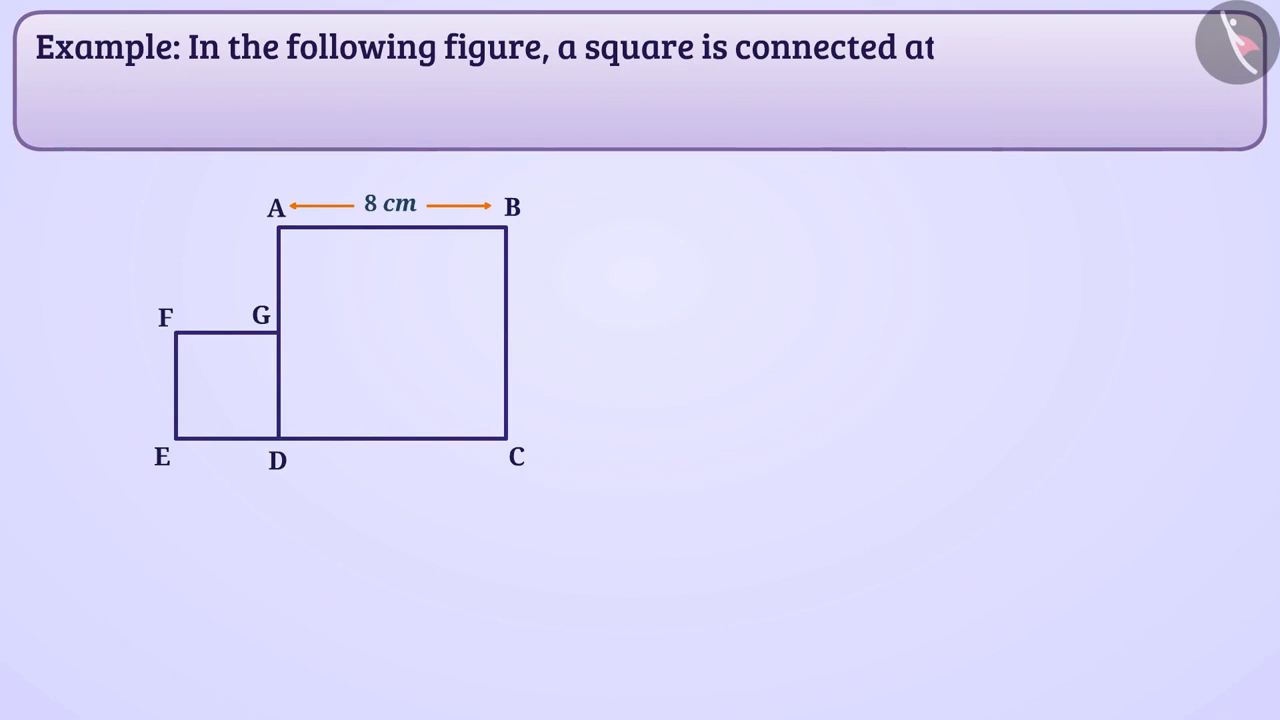 Example: In the following figure, a square is connected at
A 8 cm B
F G
E D C